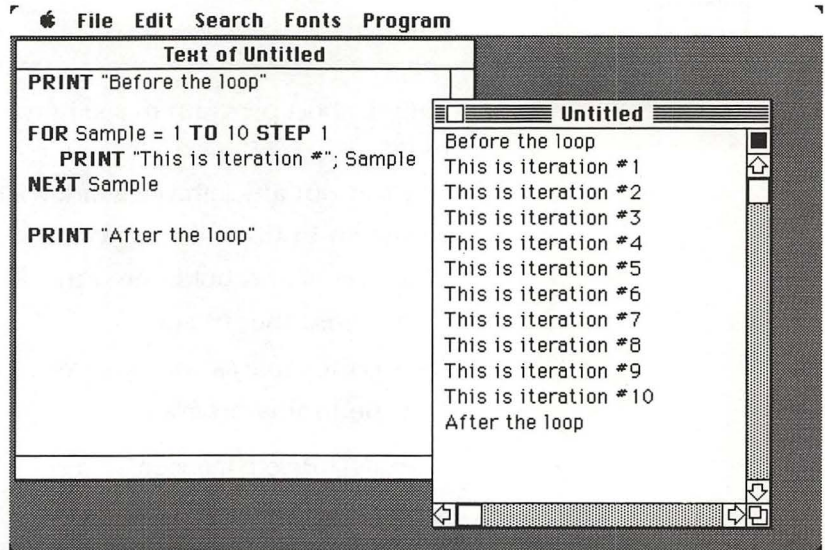 File Edit Search Fonts Program
Text of Untitled
PRINT "Before the loop"
FOR Sample = 1 TO 10 STEP 1
PRINT "This is iteration #"; Sample
NEXT Sample
PRINT "After the loop"
Untitled
Before the loop
This is iteration #1
This is iteration #2
This is iteration #3
This is iteration #4
This is iteration #5
This is iteration #6
This is iteration #7
This is iteration #8
This is iteration #9
This is iteration #10
After the loop